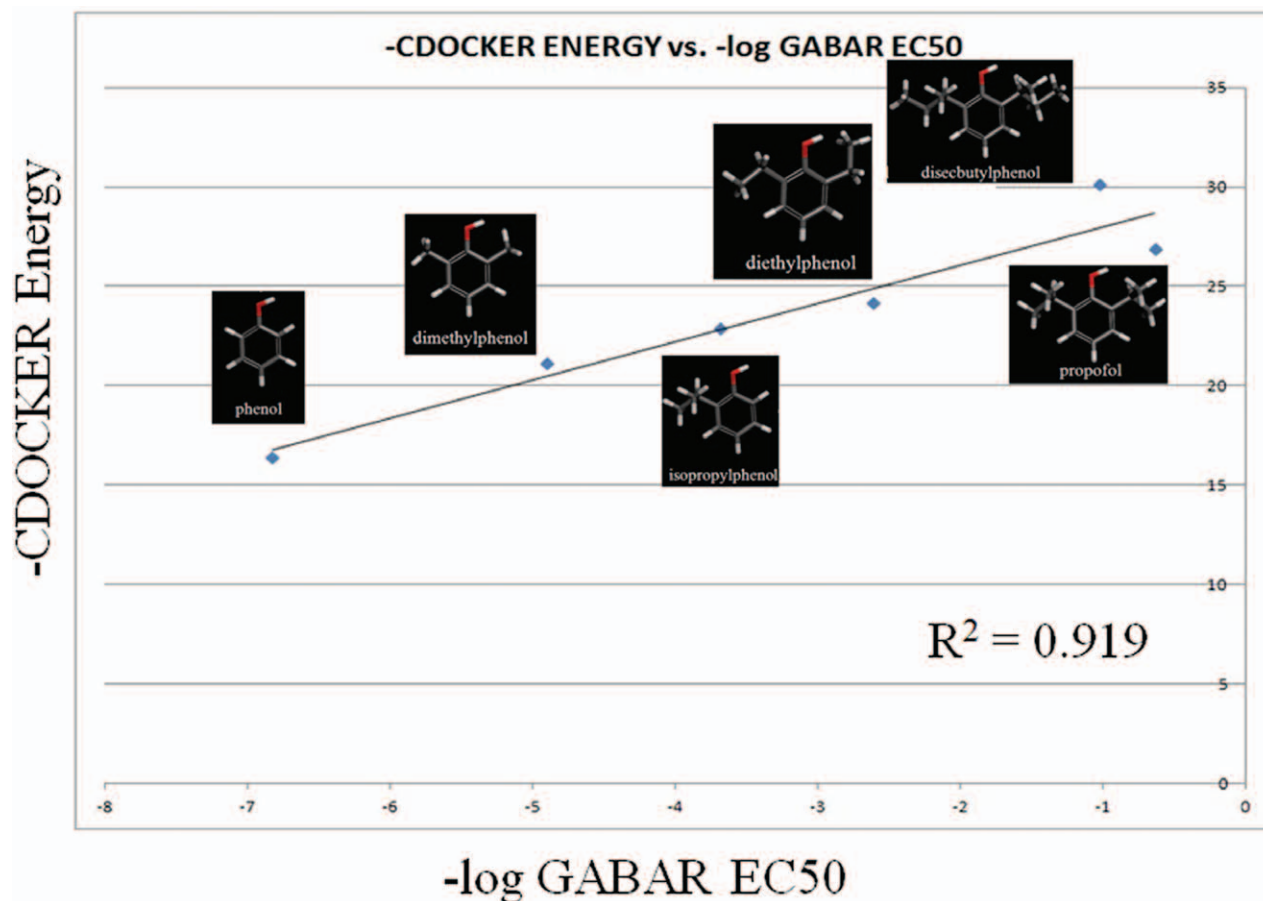 -CDOCKER ENERGY vs. -log GABAR EC50
-CDOCKER Energy
35
30
25
20
15
10
5
0
disecbutylphenol
diethylphenol
dimethylphenol
propofol
phenol
isopropylphenol
R² = 0.919
-8 -7 -6 -5 -4 -3 -2 -1 0
-log GABAR EC50